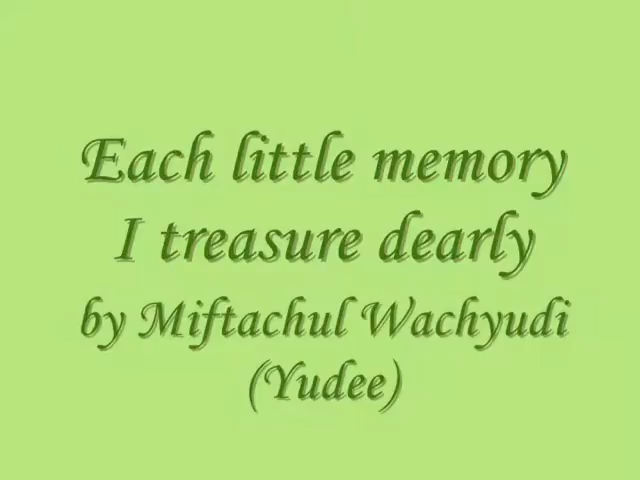 Each little memory
I treasure dearly
by Miftachul Wachyudi
(Yudee)